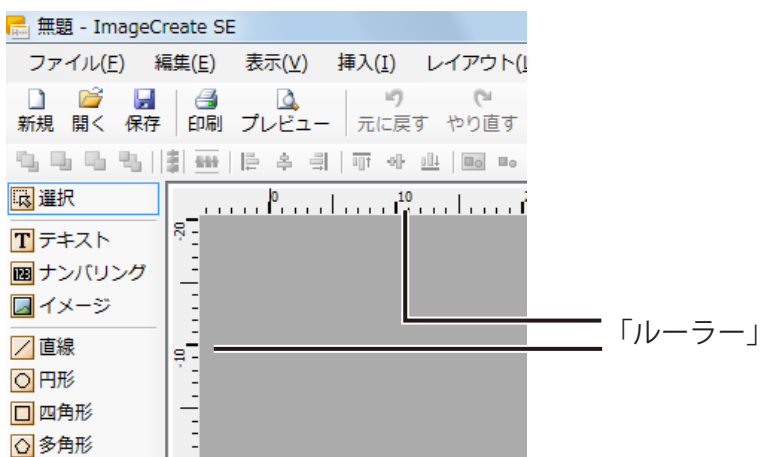 無題 - ImageCreate SE
ファイル(F) 編集(E) 表示(V) 挿入(I) レイアウト(L
新規 開く 保存 印刷 プレビュー 元に戻す やり直す
選択
0 10
-20
テキスト
ナンバリング
イメージ
「ルーラー」
直線
-10
円形
四角形
多角形